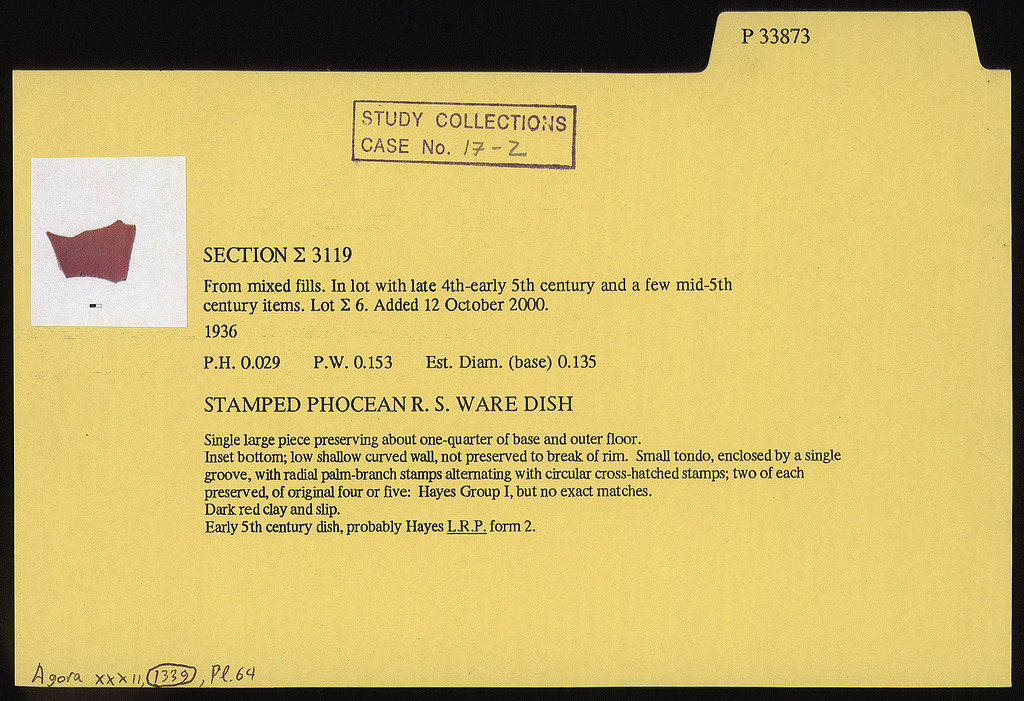 P 33873
STUDY COLLECTIONS
CASE No. 17-2
SECTION Σ 3119
From mixed fills. In lot with late 4th-early 5th century and a few mid-5th
century items. Lot Σ 6. Added 12 October 2000.
1936
P.H. 0.029 P.W. 0.153 Est. Diam. (base) 0.135
STAMPED PHOCEAN R. S. WARE DISH
Single large piece preserving about one-quarter of base and outer floor.
Inset bottom; low shallow curved wall, not preserved to break of rim. Small tondo, enclosed by a single
groove, with radial palm-branch stamps alternating with circular cross-hatched stamps; two of each
preserved, of original four or five: Hayes Group I, but no exact matches.
Dark red clay and slip.
Early 5th century dish, probably Hayes L.R.P. form 2.
Agora XXXII, 1339, Pl. 64